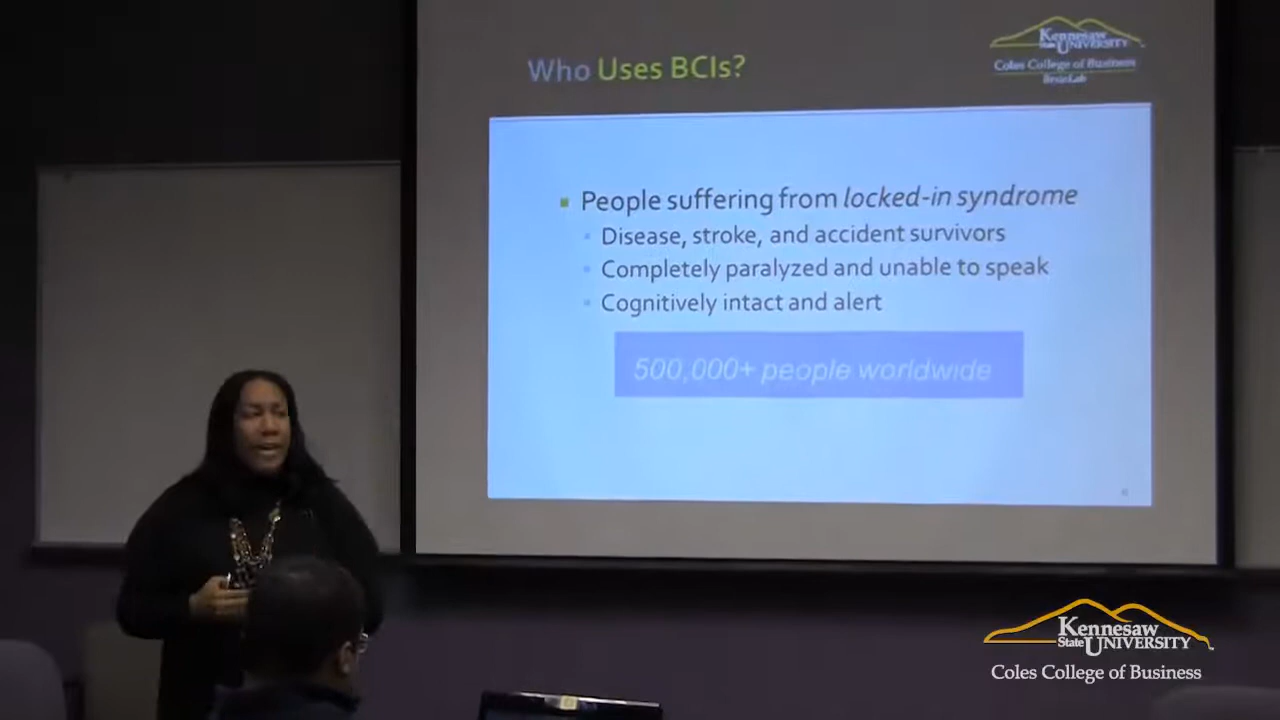 Who Uses BCIs?
Kennesaw
State UNIVERSITY
Coles College of Business
BrainLab
People suffering from locked-in syndrome
Disease, stroke, and accident survivors
Completely paralyzed and unable to speak
Cognitively intact and alert
500,000+ people worldwide
Kennesaw
State UNIVERSITY
Coles College of Business